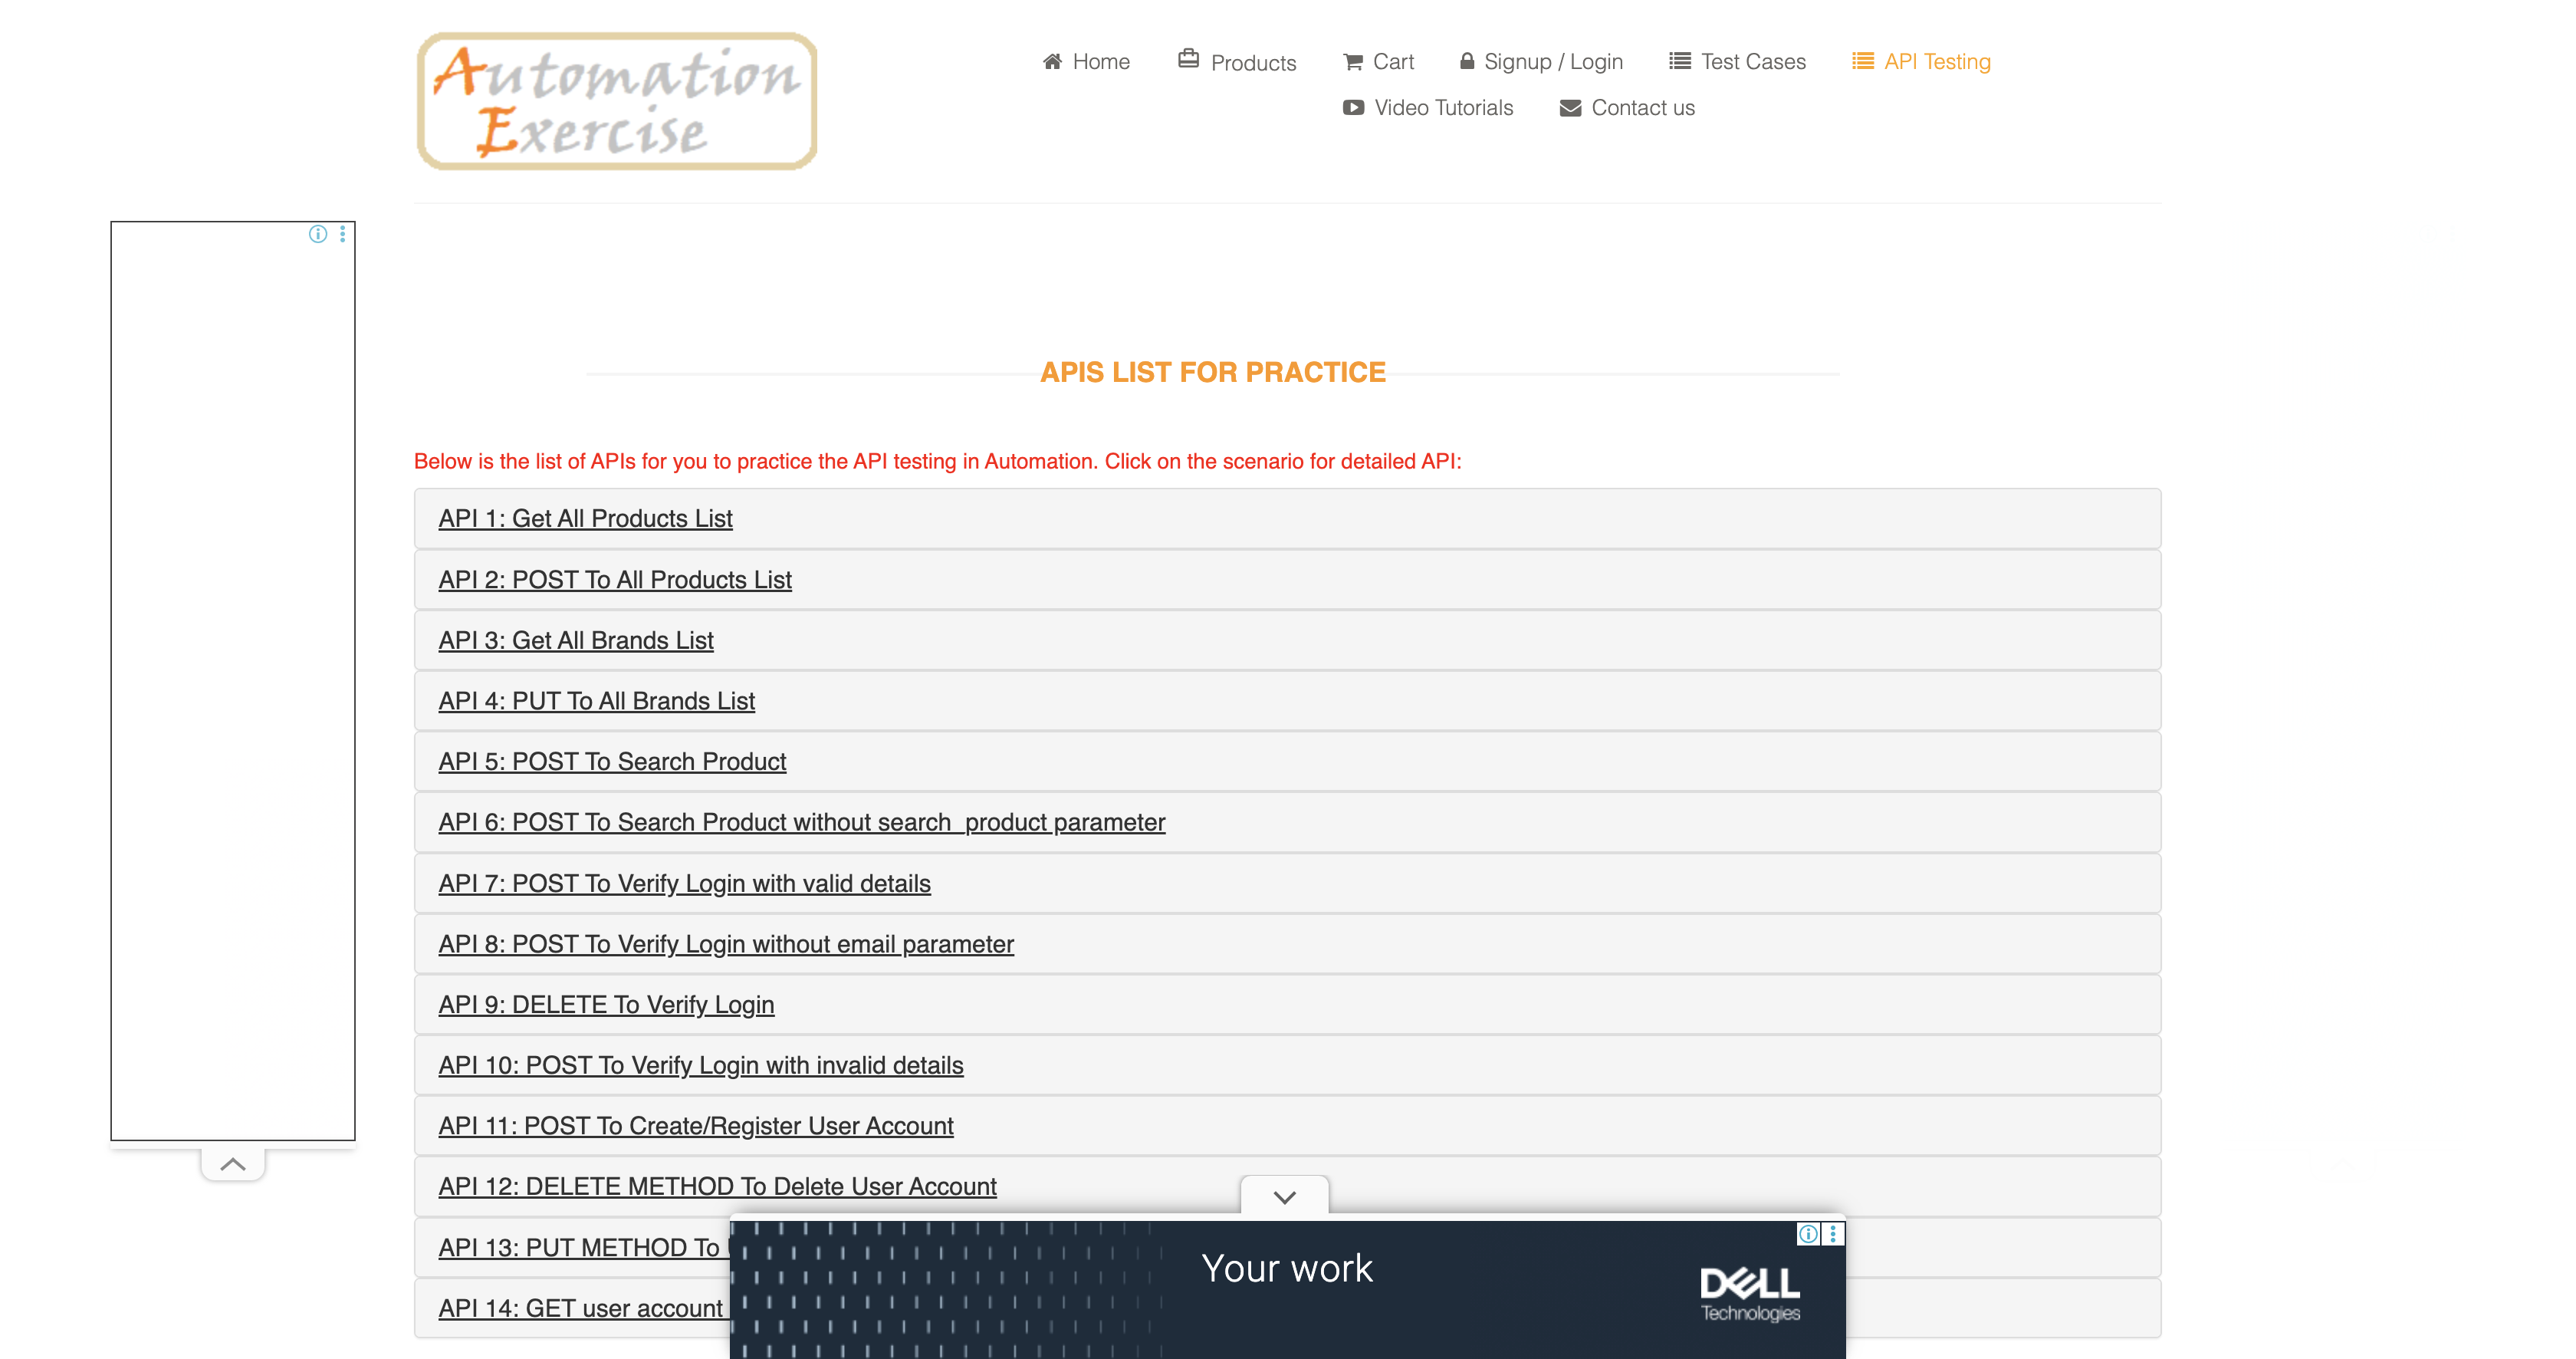 Automation
Exercise
Home
Products
Cart
Signup / Login
Test Cases
API Testing
Video Tutorials
Contact us
APIS LIST FOR PRACTICE
Below is the list of APIs for you to practice the API testing in Automation. Click on the scenario for detailed API:
API 1: Get All Products List
API 2: POST To All Products List
API 3: Get All Brands List
API 4: PUT To All Brands List
API 5: POST To Search Product
API 6: POST To Search Product without search_product parameter
API 7: POST To Verify Login with valid details
API 8: POST To Verify Login without email parameter
API 9: DELETE To Verify Login
API 10: POST To Verify Login with invalid details
API 11: POST To Create/Register User Account
API 12: DELETE METHOD To Delete User Account
API 13: PUT METHOD To
API 14: GET user account
Your work
DELL
Technologies